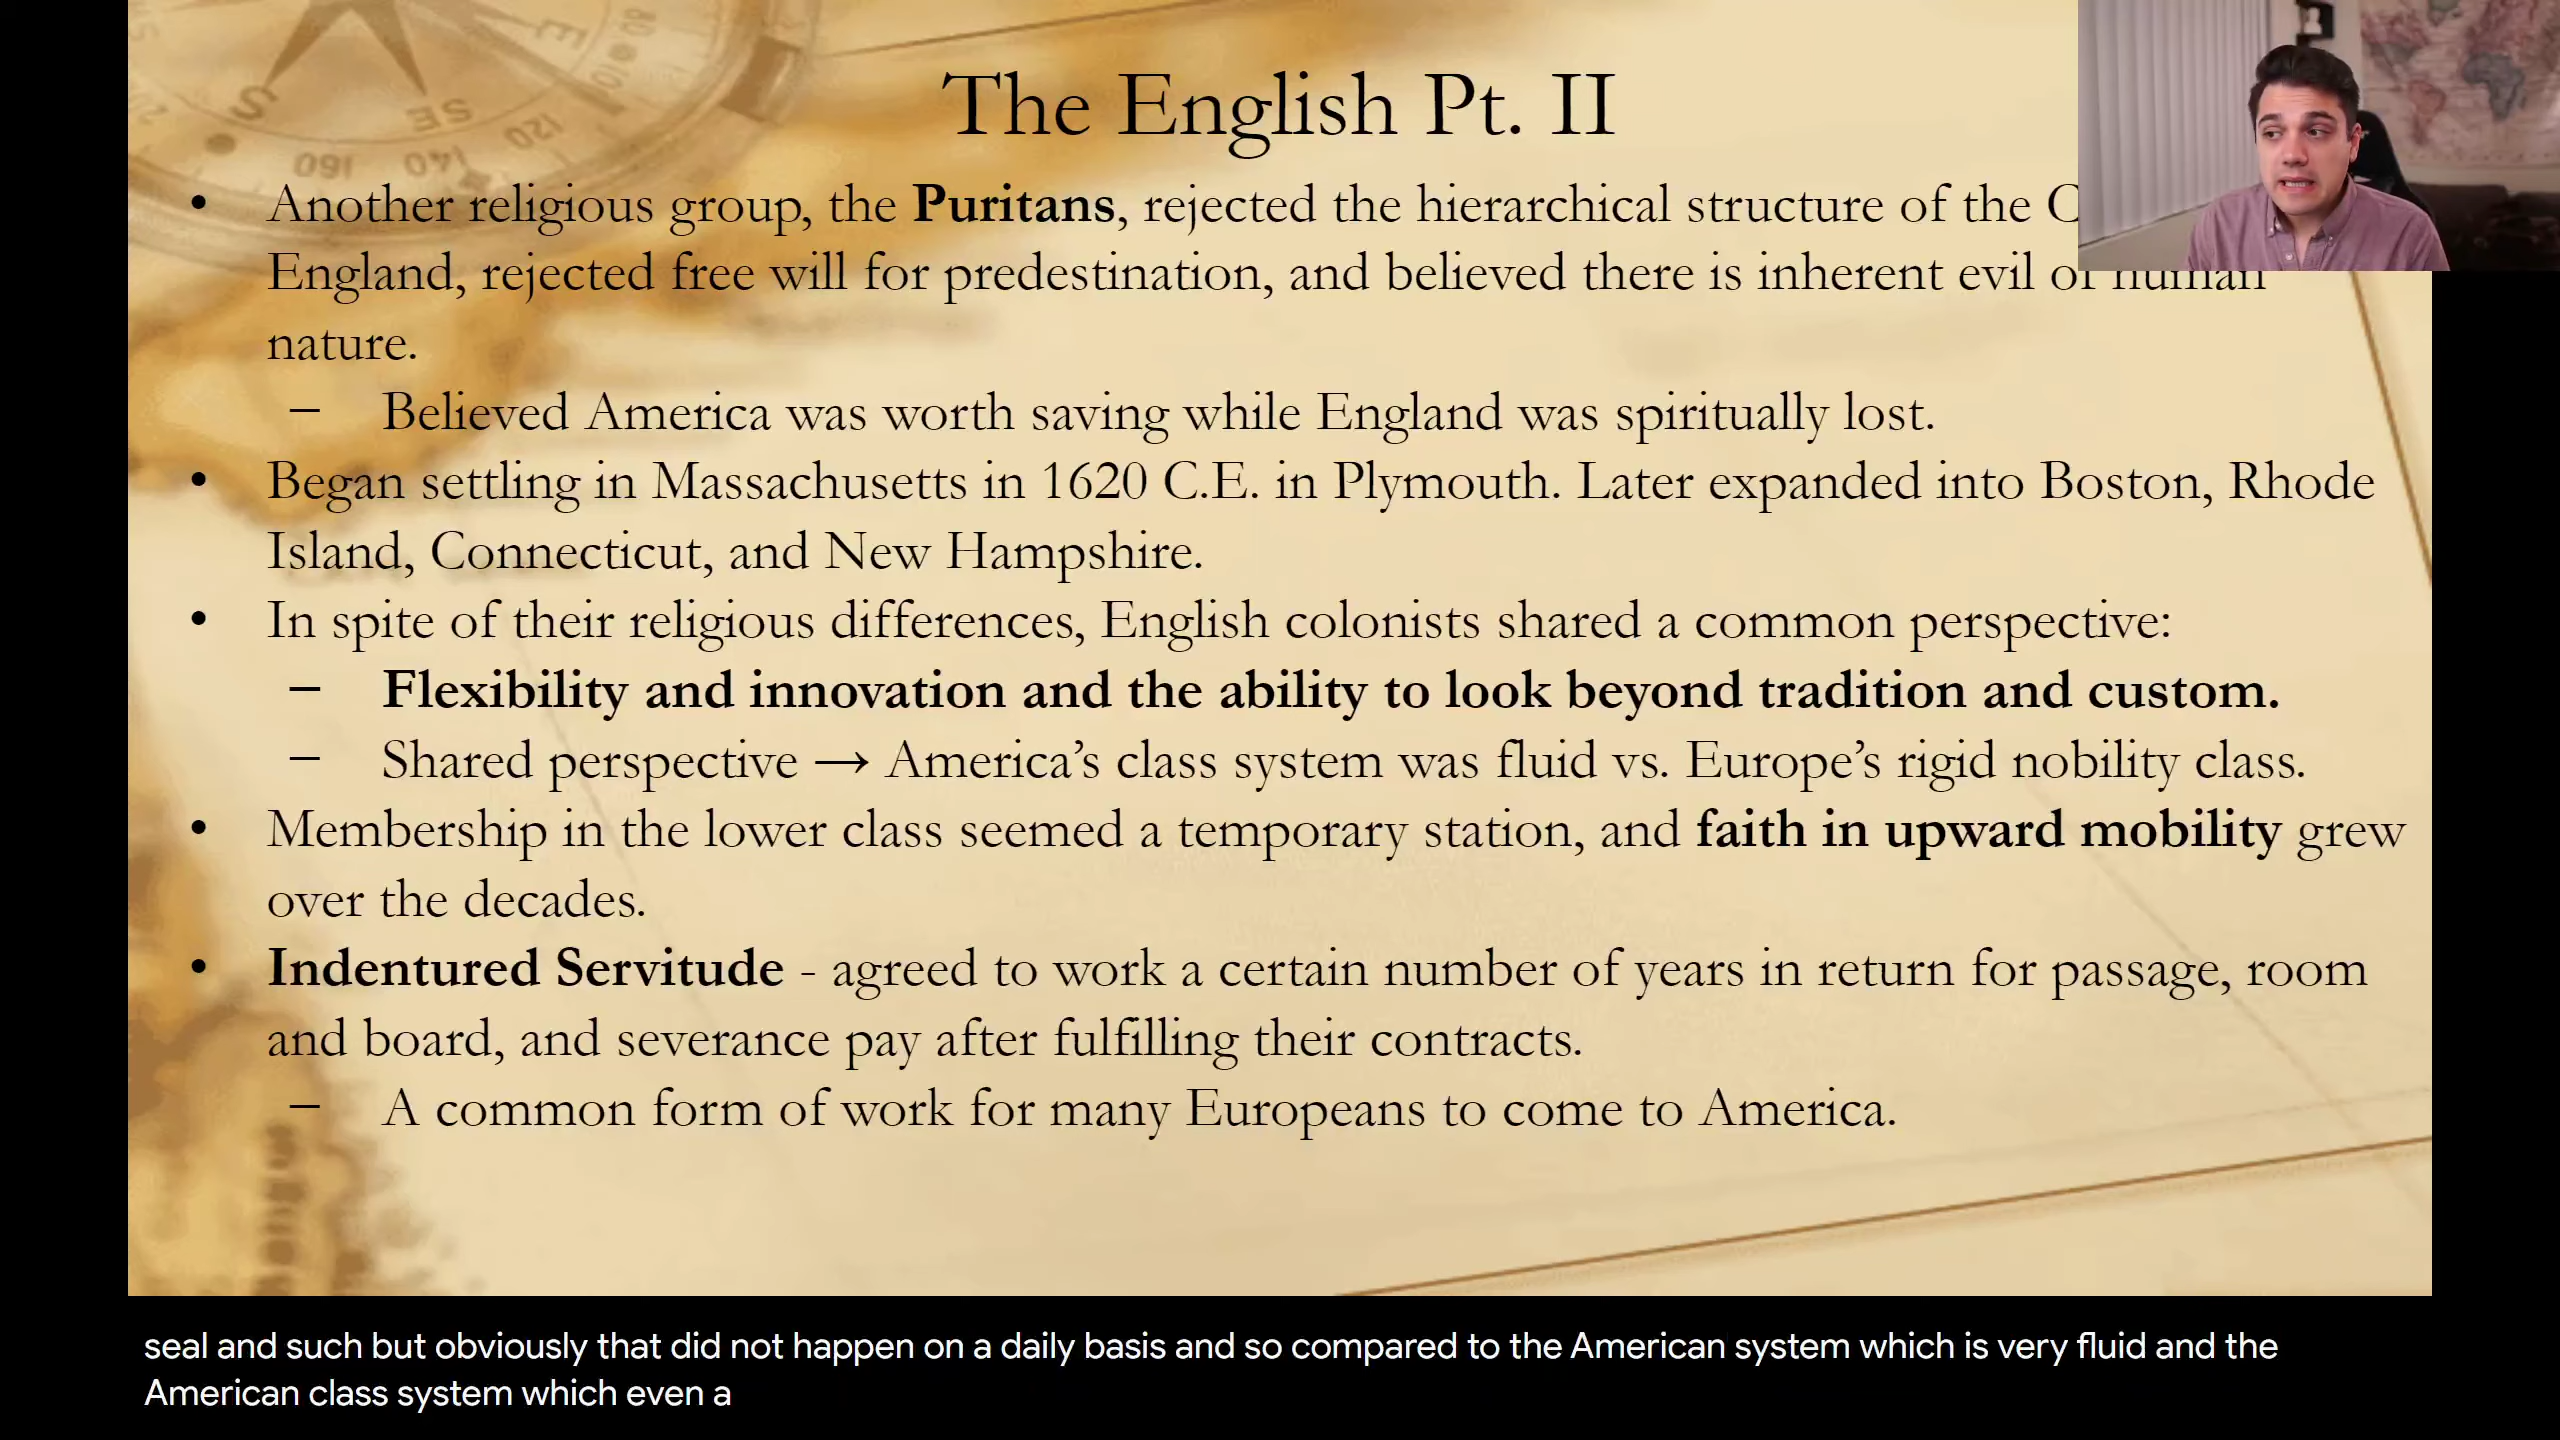 The English Pt. II
• Another religious group, the Puritans, rejected the hierarchical structure of the
England, rejected free will for predestination, and believed there is inherent evil of human
nature.
– Believed America was worth saving while England was spiritually lost.
• Began settling in Massachusetts in 1620 C.E. in Plymouth. Later expanded into Boston, Rhode
Island, Connecticut, and New Hampshire.
• In spite of their religious differences, English colonists shared a common perspective:
– Flexibility and innovation and the ability to look beyond tradition and custom.
– Shared perspective → America’s class system was fluid vs. Europe’s rigid nobility class.
• Membership in the lower class seemed a temporary station, and faith in upward mobility grew
over the decades.
• Indentured Servitude - agreed to work a certain number of years in return for passage, room
and board, and severance pay after fulfilling their contracts.
– A common form of work for many Europeans to come to America.
seal and such but obviously that did not happen on a daily basis and so compared to the American system which is very fluid and the
American class system which even a
S
SE
E
160
140
120